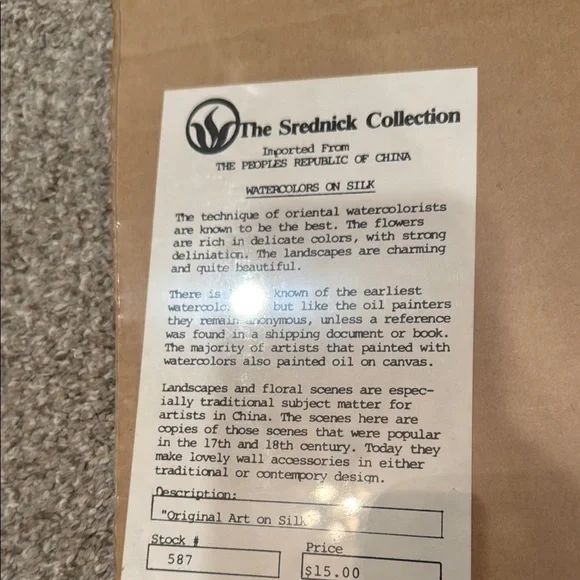 The Srednick Collection
Imported From
THE PEOPLES REPUBLIC OF CHINA
WATERCOLORS ON SILK
The technique of oriental watercolorists
are known to be the best. The flowers
are rich in delicate colors, with strong
deliniation. The landscapes are charming
and quite beautiful.
There is known of the earliest
but like the oil painters
they remain anonymous, unless a reference
was found in a shipping document or book.
The majority of artists that painted with
watercolors also painted oil on canvas.
Landscapes and floral scenes are espec-
ially traditional subject matter for
artists in China. The scenes here are
copies of those scenes that were popular
in the 17th and 18th century. Today they
make lovely wall accessories in either
traditional or contempory design.
Description:
"Original Art on Silk
Stock #
587
Price
$15.00